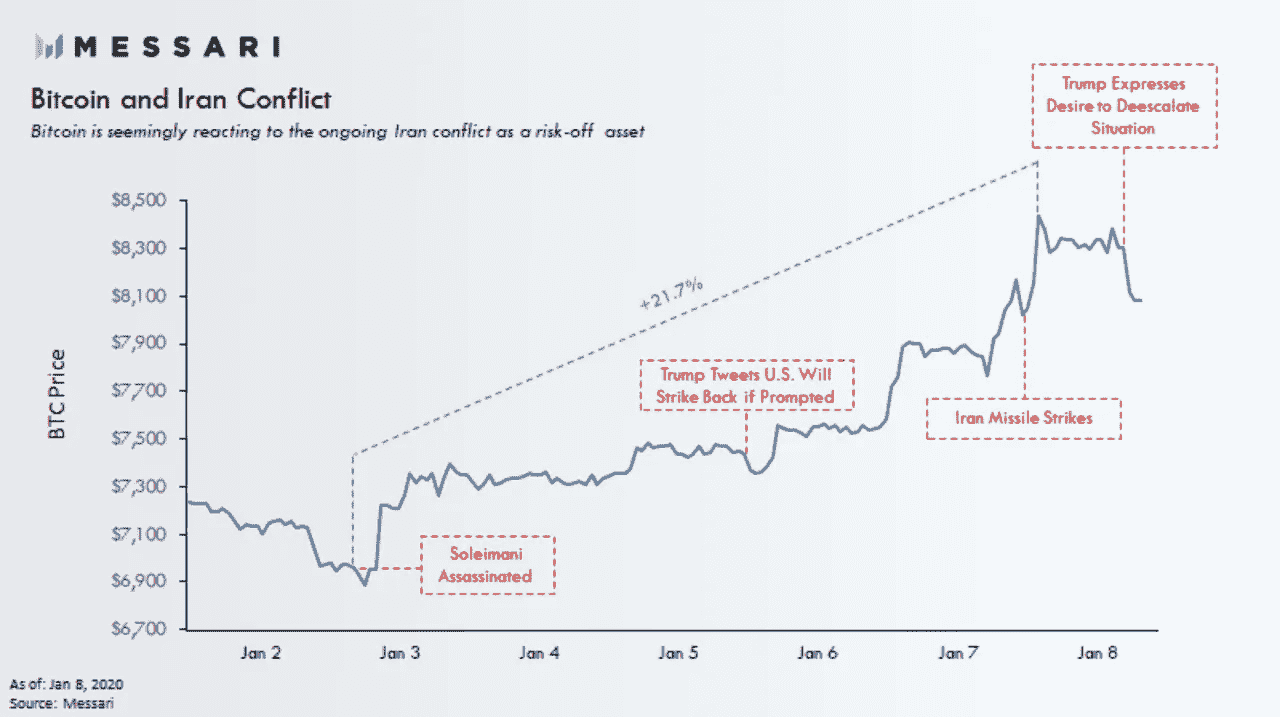 MESSARI
Bitcoin and Iran Conflict
Bitcoin is seemingly reacting to the ongoing Iran conflict as a risk-off asset
Trump Expresses
Desire to Deescalate
Situation
$8,500
$8,300
$8,100
$7,900
$7,700
$7,500
$7,300
$7,100
$6,900
$6,700
BTC Price
+21.7%
Trump Tweets U.S. Will
Strike Back if Prompted
Iran Missile Strikes
Soleimani
Assassinated
Jan 2
Jan 3
Jan 4
Jan 5
Jan 6
Jan 7
Jan 8
As of: Jan 8, 2020
Source: Messari